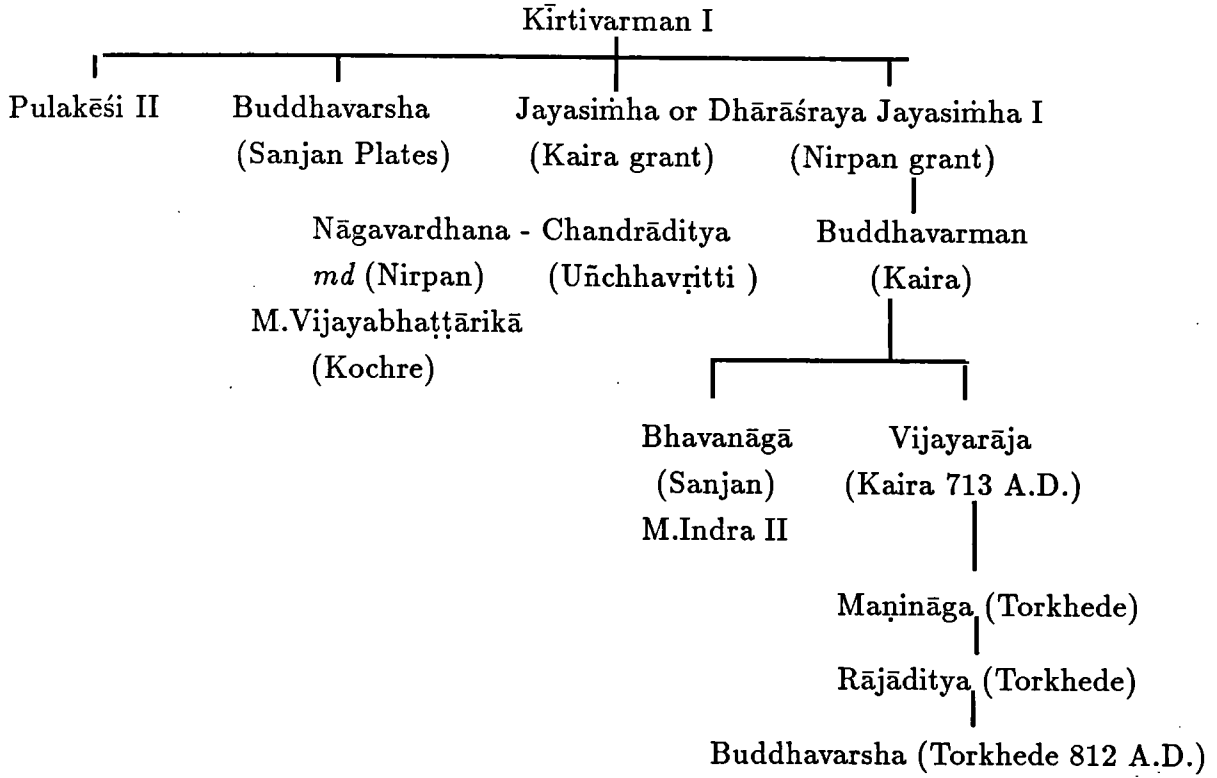 Kīrtivarman I
Pulakēśi II Buddhavarsha Jayasiṁha or Dhārāśraya Jayasiṁha I
(Sanjan Plates) (Kaira grant) (Nirpan grant)
Nāgavardhana - Chandrāditya Buddhavarman
md (Nirpan) (Uñchhavṛitti ) (Kaira)
M.Vijayabhaṭṭārikā
(Kochre)
Bhavanāgā Vijayarāja
(Sanjan) (Kaira 713 A.D.)
M.Indra II
Maṇināga (Torkhede)
Rājāditya (Torkhede)
Buddhavarsha (Torkhede 812 A.D.)